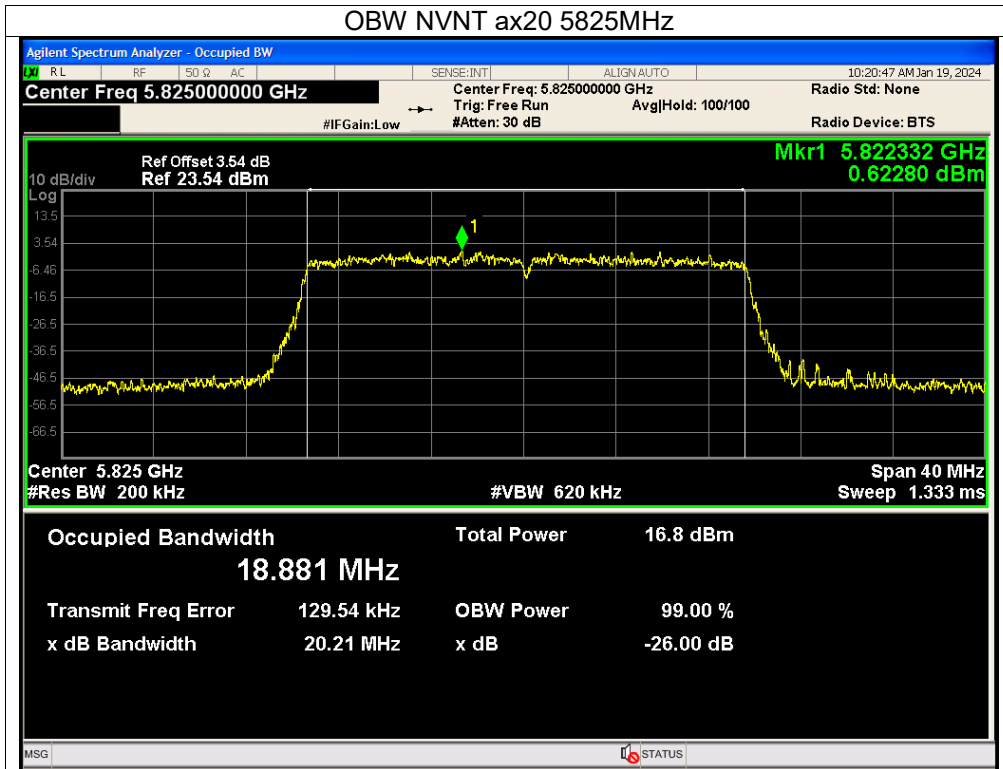 OBW NVNT ax20 5825MHz
Agilent Spectrum Analyzer - Occupied BW
LXI RL RF 50 Ω AC SENSE:INT ALIGN AUTO 10:20:47 AM Jan 19, 2024
Center Freq 5.825000000 GHz Center Freq: 5.825000000 GHz Radio Std: None
Trig: Free Run Avg|Hold: 100/100
#IFGain:Low #Atten: 30 dB Radio Device: BTS
Mkr1 5.822332 GHz
0.62280 dBm
Ref Offset 3.54 dB
10 dB/div Ref 23.54 dBm
Log
13.5
1
3.54
-6.46
-16.5
-26.5
-36.5
-46.5
-56.5
-66.5
Center 5.825 GHz Span 40 MHz
#Res BW 200 kHz #VBW 620 kHz Sweep 1.333 ms
Occupied Bandwidth Total Power 16.8 dBm
18.881 MHz
Transmit Freq Error 129.54 kHz OBW Power 99.00 %
x dB Bandwidth 20.21 MHz x dB -26.00 dB
MSG STATUS